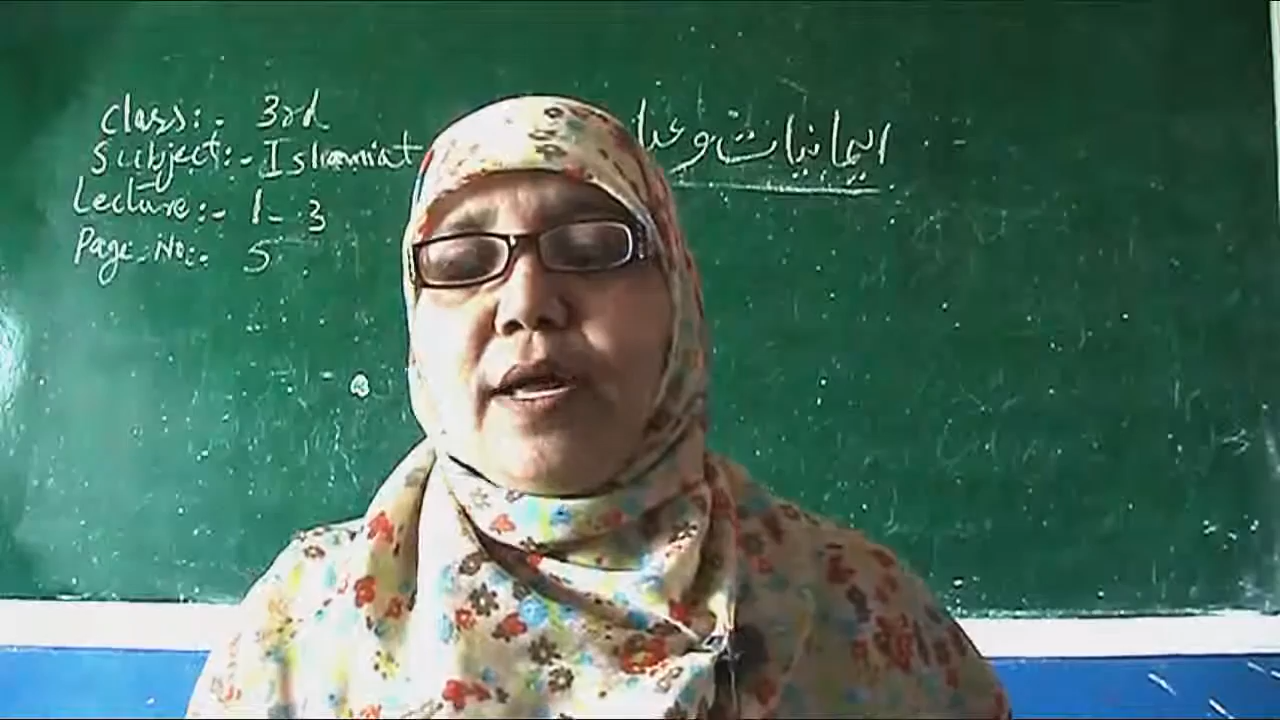 Class:- 3rd
Subject:- Islamiat
Lecture:- 1-3
Page No:- 5
ایمانیات و